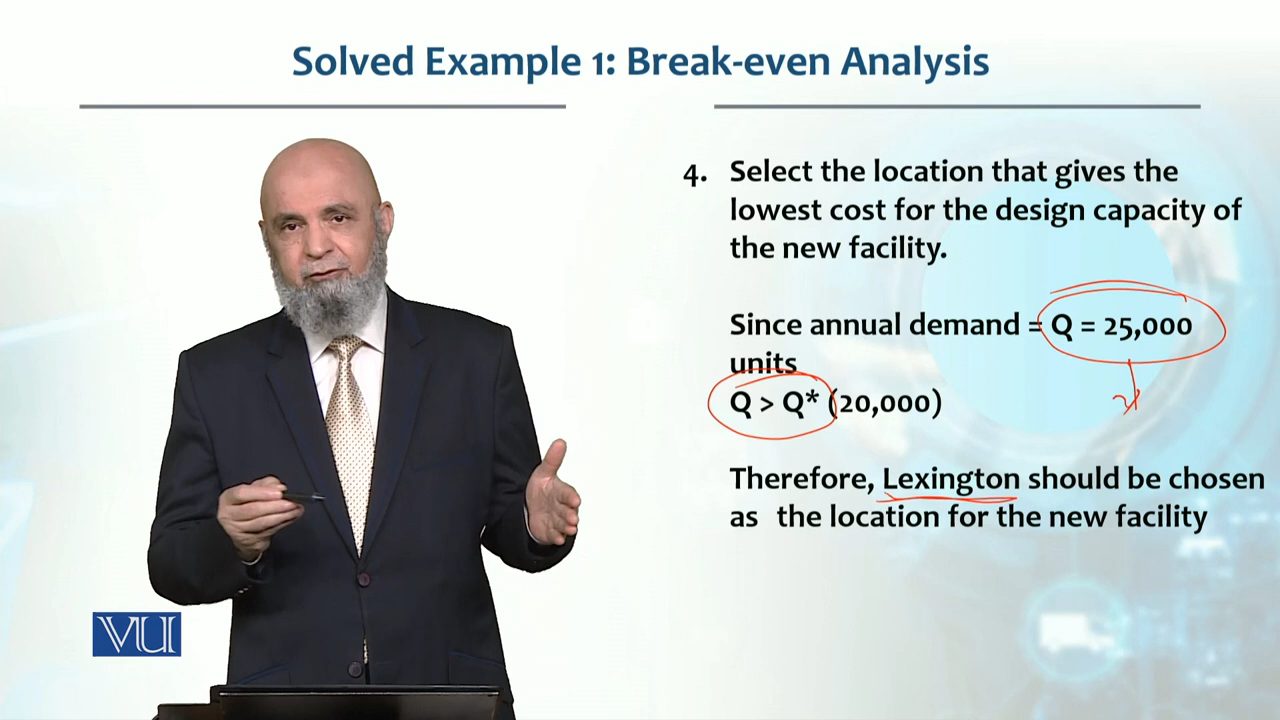 Solved Example 1: Break-even Analysis
4. Select the location that gives the
lowest cost for the design capacity of
the new facility.
Since annual demand = Q = 25,000
units
Q > Q* (20,000)
Therefore, Lexington should be chosen
as the location for the new facility
VU